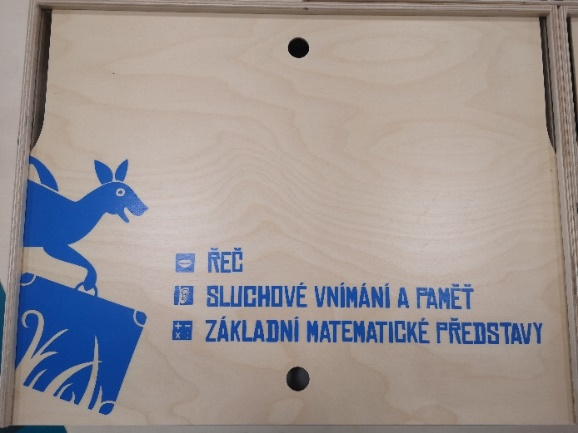 ŘEČ
SLUCHOVÉ VNÍMÁNÍ A PAMĚŤ
ZÁKLADNÍ MATEMATICKÉ PŘEDSTAVY